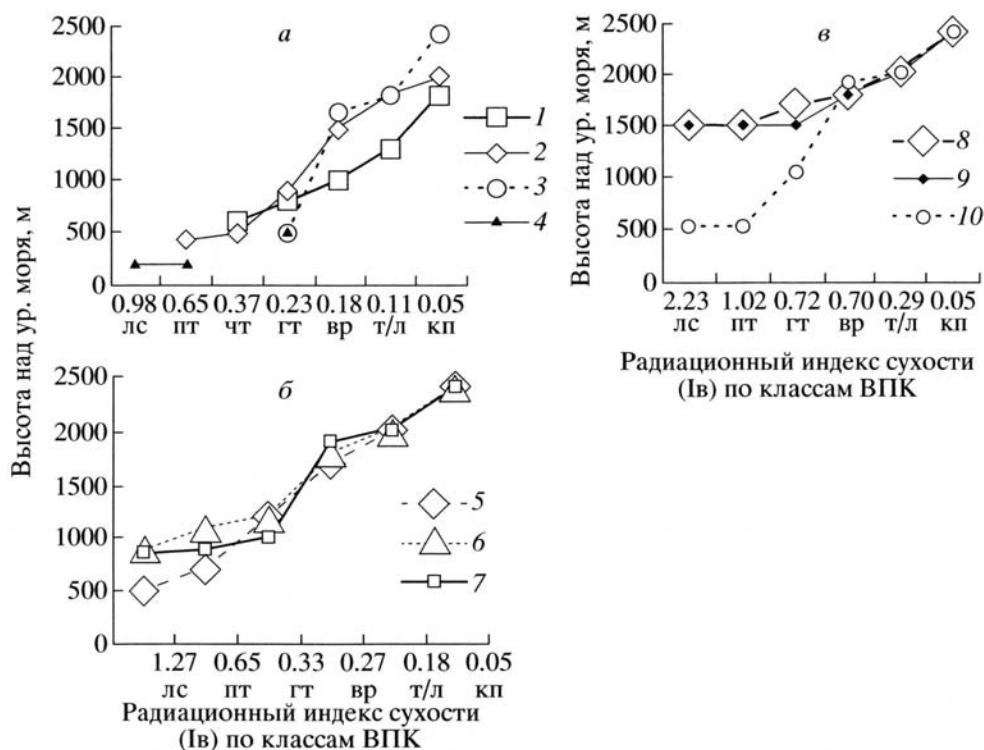 Высота над ур. моря, м
2500
2000
1500
1000
500
0
а
1
2
3
4
0.98 0.65 0.37 0.23 0.18 0.11 0.05
лс пт чт гт вр т/л кп
Высота над ур. моря, м
2500
2000
1500
1000
500
0
в
8
9
10
2.23 1.02 0.72 0.70 0.29 0.05
лс пт гт вр т/л кп
Радиационный индекс сухости
(Iв) по классам ВПК
2500
2000
1500
1000
500
0
б
5
6
7
1.27 0.65 0.33 0.27 0.18 0.05
лс пт гт вр т/л кп
Радиационный индекс сухости
(Iв) по классам ВПК